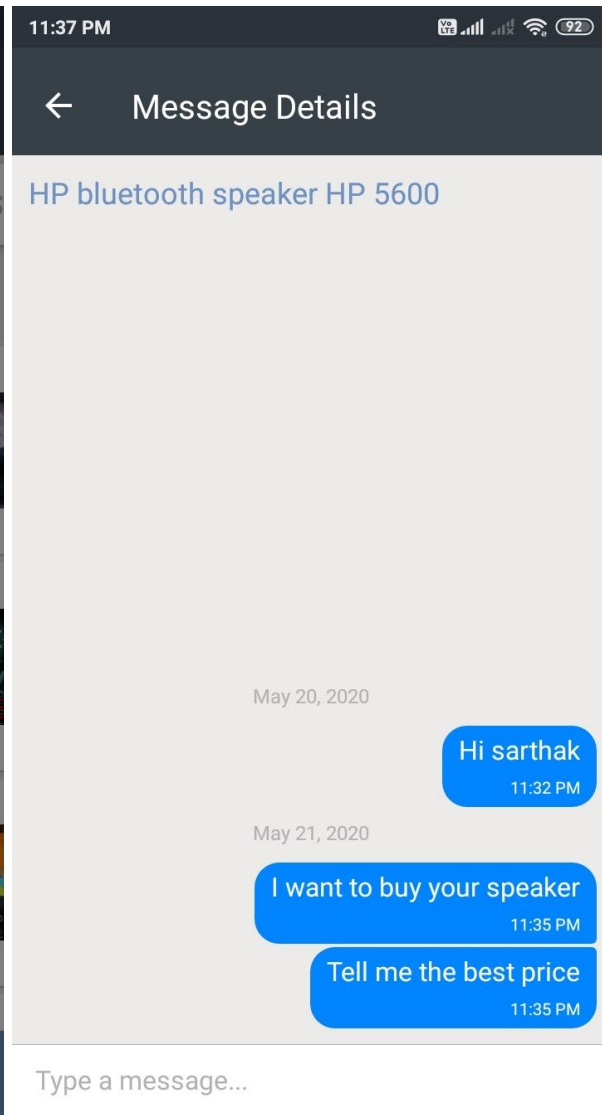 11:37 PM
Vo LTE 92
Message Details
HP bluetooth speaker HP 5600
May 20, 2020
Hi sarthak
11:32 PM
May 21, 2020
I want to buy your speaker
11:35 PM
Tell me the best price
11:35 PM
Type a message...